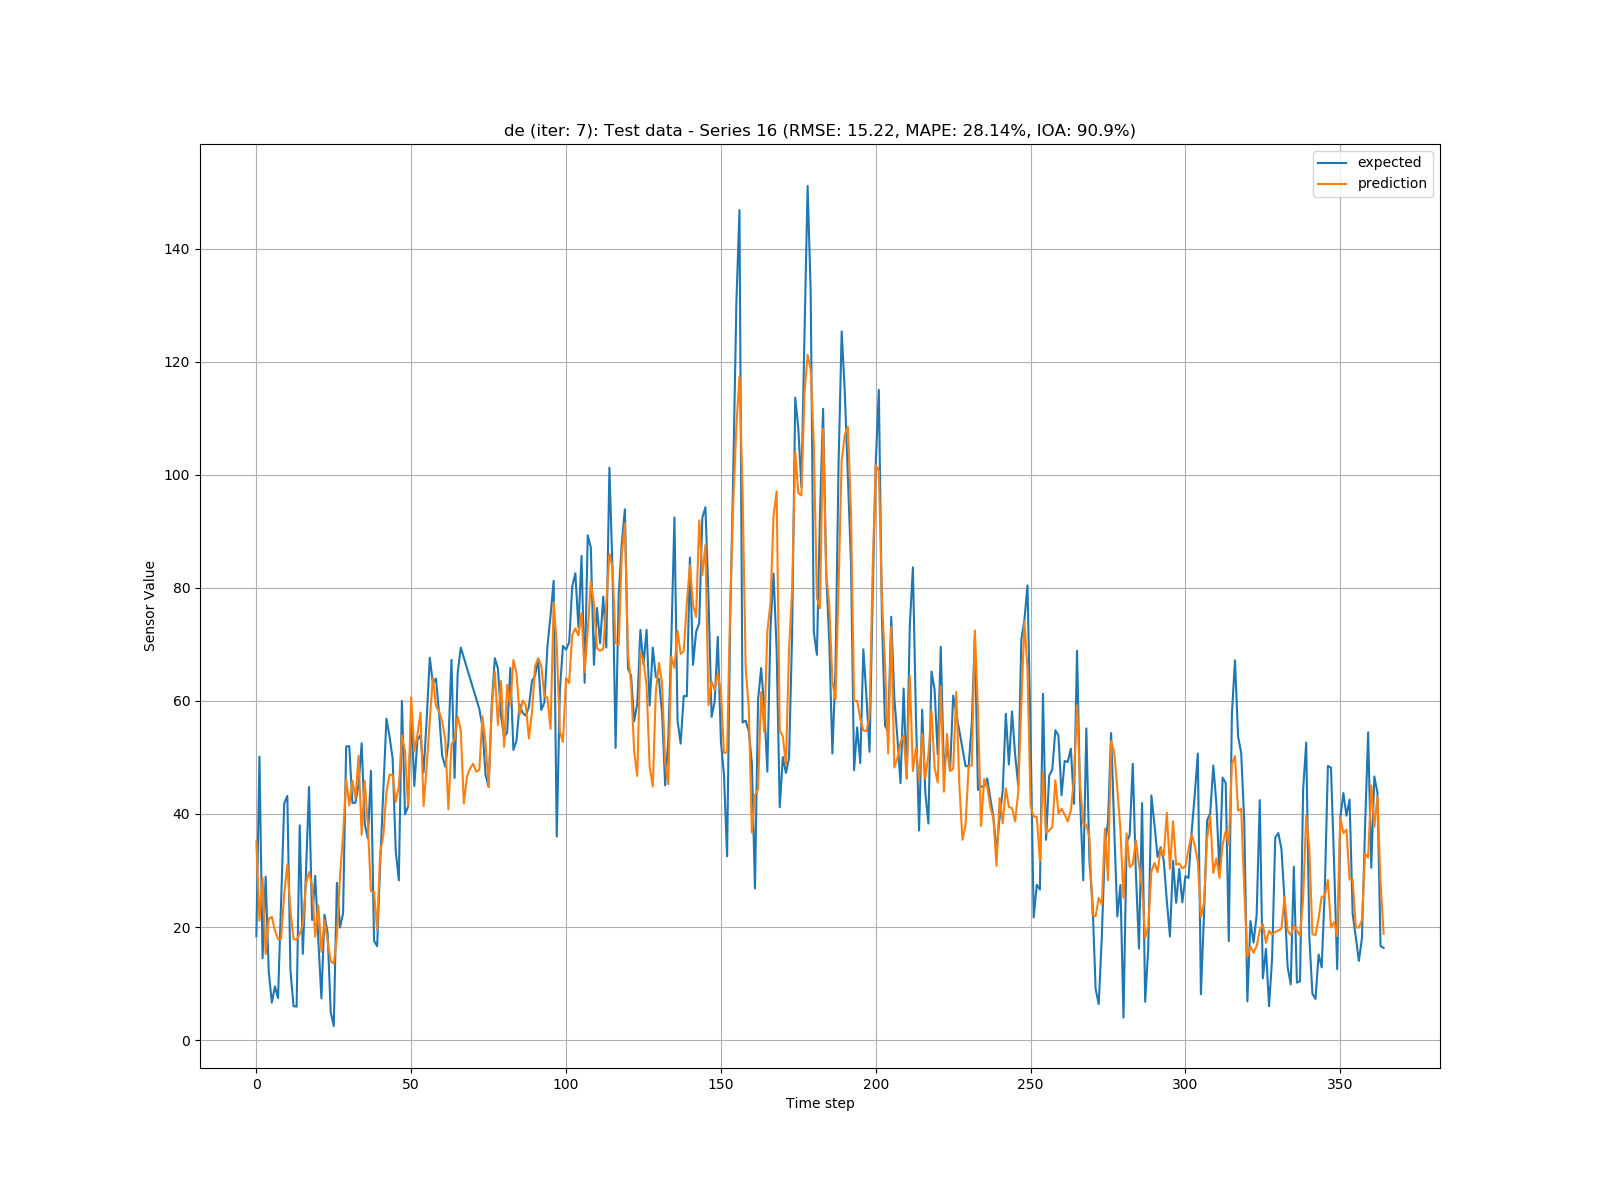 de (iter: 7): Test data - Series 16 (RMSE: 15.22, MAPE: 28.14%, IOA: 90.9%)
expected
prediction
140
120
100
80
60
40
20
0
Sensor Value
0 50 100 150 200 250 300 350
Time step